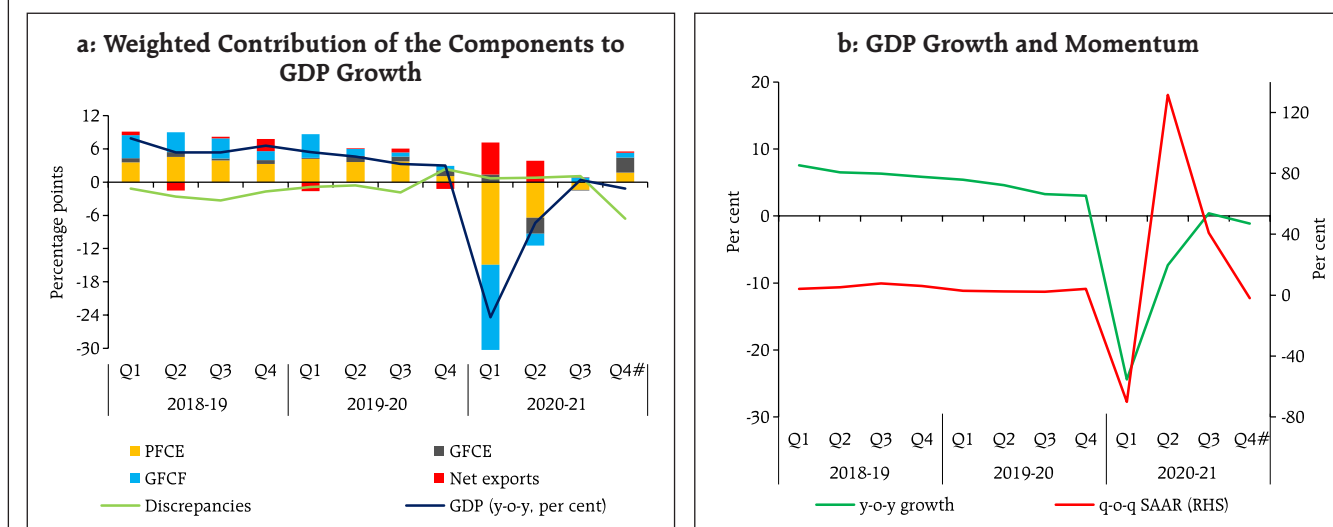 a: Weighted Contribution of the Components to
GDP Growth
Percentage points
12
6
0
-6
-12
-18
-24
-30
Q1 Q2 Q3 Q4 Q1 Q2 Q3 Q4 Q1 Q2 Q3 Q4#
2018-19 2019-20 2020-21
PFCE GFCE
GFCF Net exports
Discrepancies GDP (y-o-y, per cent)
b: GDP Growth and Momentum
Per cent
20
10
0
-10
-20
-30
120
80
40
0
-40
-80
Per cent
Q1 Q2 Q3 Q4 Q1 Q2 Q3 Q4 Q1 Q2 Q3 Q4#
2018-19 2019-20 2020-21
y-o-y growth q-o-q SAAR (RHS)